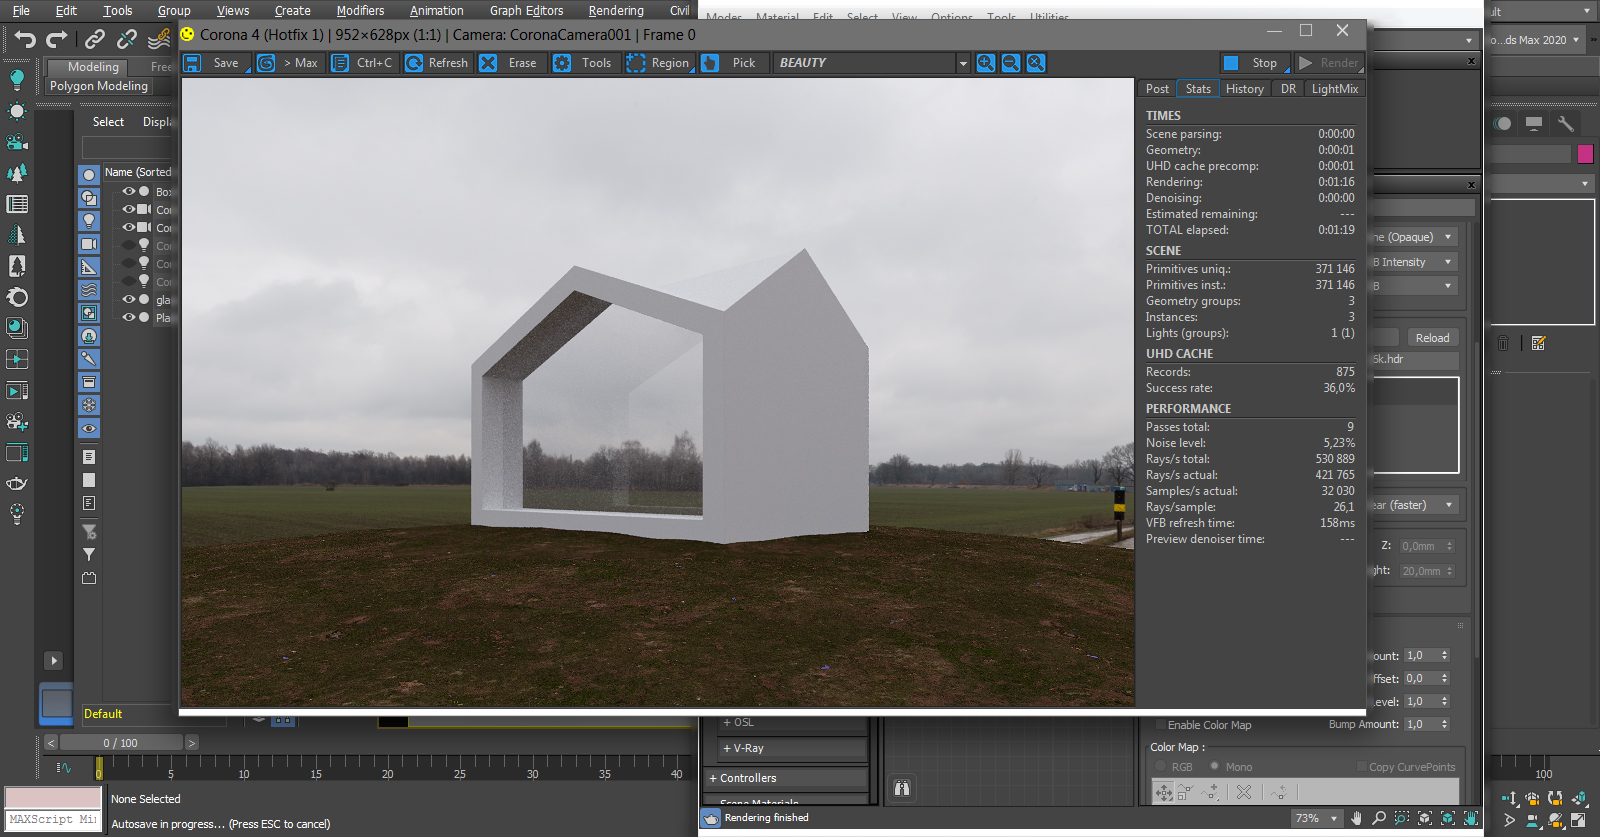 File Edit Tools Group Views Create Modifiers Animation Graph Editors Rendering Civil
Modes Material Edit Select View Options Tools Utilities
Corona 4 (Hotfix 1) | 952×628px (1:1) | Camera: CoronaCamera001 | Frame 0
ds Max 2020
Save > Max Ctrl+C Refresh Erase Tools Region Pick BEAUTY Stop Render
Modeling Free
Polygon Modeling
Post Stats History DR LightMix
Select Displa
Name (Sorted
Box
Co
Co
Co
Co
Co
gla
Pla
TIMES
Scene parsing: 0:00:00
Geometry: 0:00:01
UHD cache precomp: 0:00:01
Rendering: 0:01:16
Denoising: 0:00:00
Estimated remaining: ---
TOTAL elapsed: 0:01:19
SCENE
Primitives uniq.: 371 146
Primitives inst.: 371 146
Geometry groups: 3
Instances: 3
Lights (groups): 1 (1)
UHD CACHE
Records: 875
Success rate: 36,0%
PERFORMANCE
Passes total: 9
Noise level: 5,23%
Rays/s total: 530 889
Rays/s actual: 421 765
Samples/s actual: 32 030
Rays/sample: 26,1
VFB refresh time: 158ms
Preview denoiser time: ---
ne (Opaque)
B Intensity
B
Reload
5k.hdr
ear (faster)
Z: 0,0mm
ght: 20,0mm
ount: 1,0
ffset: 0,0
evel: 1,0
Enable Color Map Bump Amount: 1,0
Color Map :
RGB Mono Copy CurvePoints
Default
+ OSL
+ V-Ray
+ Controllers
Scene Materials
< 0 / 100 >
0 5 10 15 20 25 30 35 40 100
None Selected
MAXScript Mi
Autosave in progress... (Press ESC to cancel)
Rendering finished
73%